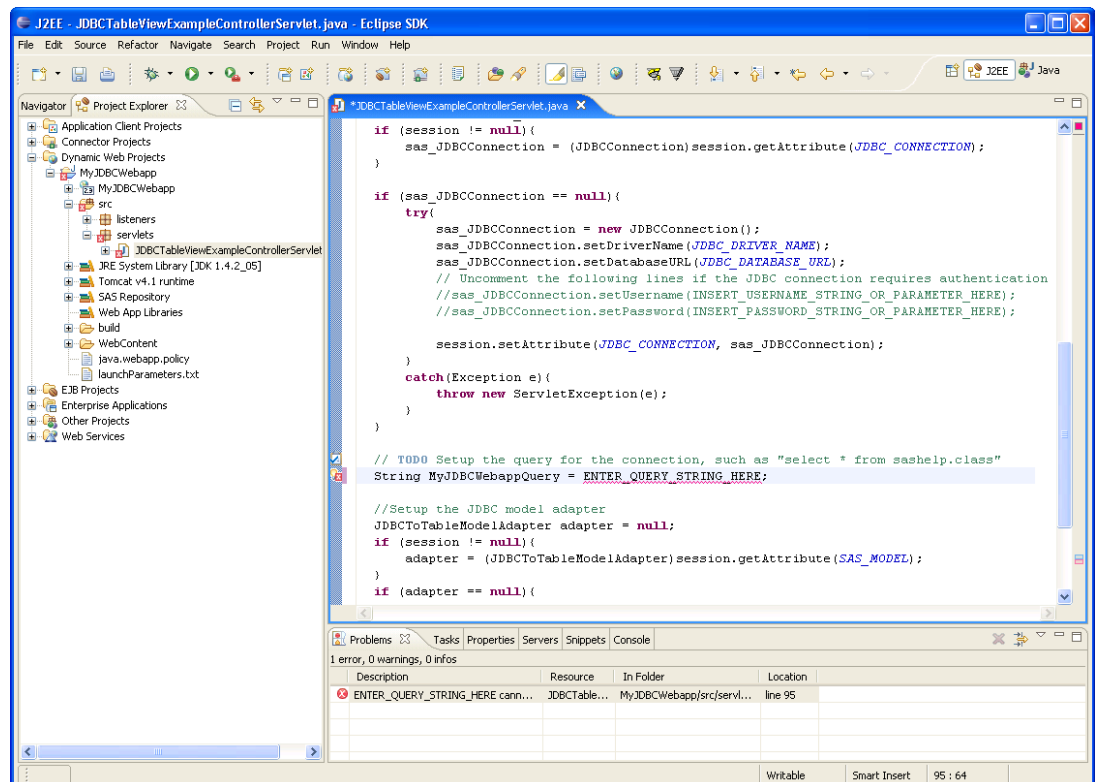 J2EE - JDBCTableViewExampleControllerServlet.java - Eclipse SDK
File Edit Source Refactor Navigate Search Project Run Window Help
J2EE Java
Navigator Project Explorer
*JDBCTableViewExampleControllerServlet.java
Application Client Projects
Connector Projects
Dynamic Web Projects
MyJDBCWebapp
MyJDBCWebapp
src
listeners
servlets
JDBCTableViewExampleControllerServlet
JRE System Library [JDK 1.4.2_05]
Tomcat v4.1 runtime
SAS Repository
Web App Libraries
build
WebContent
java.webapp.policy
launchParameters.txt
EJB Projects
Enterprise Applications
Other Projects
Web Services
if (session != null){
sas_JDBCConnection = (JDBCConnection)session.getAttribute(JDBC_CONNECTION);
}
if (sas_JDBCConnection == null){
try{
sas_JDBCConnection = new JDBCConnection();
sas_JDBCConnection.setDriverName(JDBC_DRIVER_NAME);
sas_JDBCConnection.setDatabaseURL(JDBC_DATABASE_URL);
// Uncomment the following lines if the JDBC connection requires authentication
//sas_JDBCConnection.setUsername(INSERT_USERNAME_STRING_OR_PARAMETER_HERE);
//sas_JDBCConnection.setPassword(INSERT_PASSWORD_STRING_OR_PARAMETER_HERE);
session.setAttribute(JDBC_CONNECTION, sas_JDBCConnection);
}
catch(Exception e){
throw new ServletException(e);
}
}
// TODO Setup the query for the connection, such as "select * from sashelp.class"
String MyJDBCWebappQuery = ENTER_QUERY_STRING_HERE;
//Setup the JDBC model adapter
JDBCToTableModelAdapter adapter = null;
if (session != null){
adapter = (JDBCToTableModelAdapter)session.getAttribute(SAS_MODEL);
}
if (adapter == null){
Problems Tasks Properties Servers Snippets Console
1 error, 0 warnings, 0 infos
Description Resource In Folder Location
ENTER_QUERY_STRING_HERE cann... JDBCTable... MyJDBCWebapp/src/servl... line 95
Writable Smart Insert 95 : 64